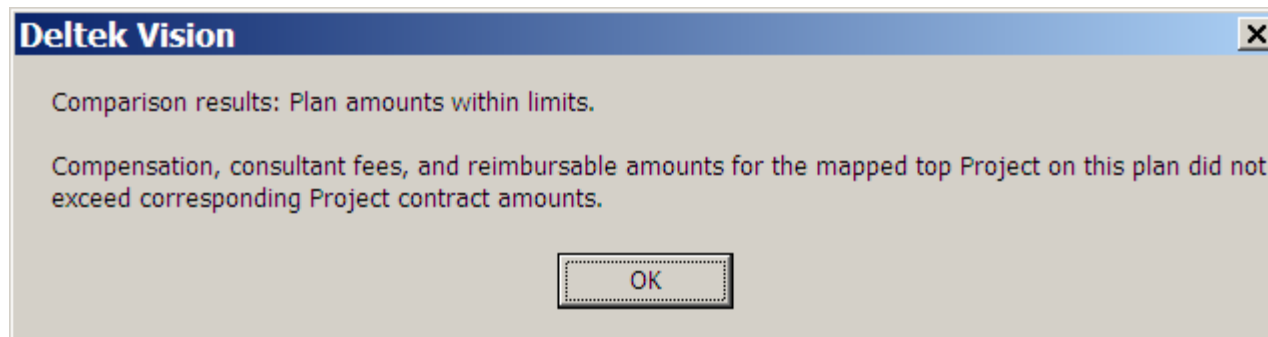 Deltek Vision
Comparison results: Plan amounts within limits.
Compensation, consultant fees, and reimbursable amounts for the mapped top Project on this plan did not
exceed corresponding Project contract amounts.
OK